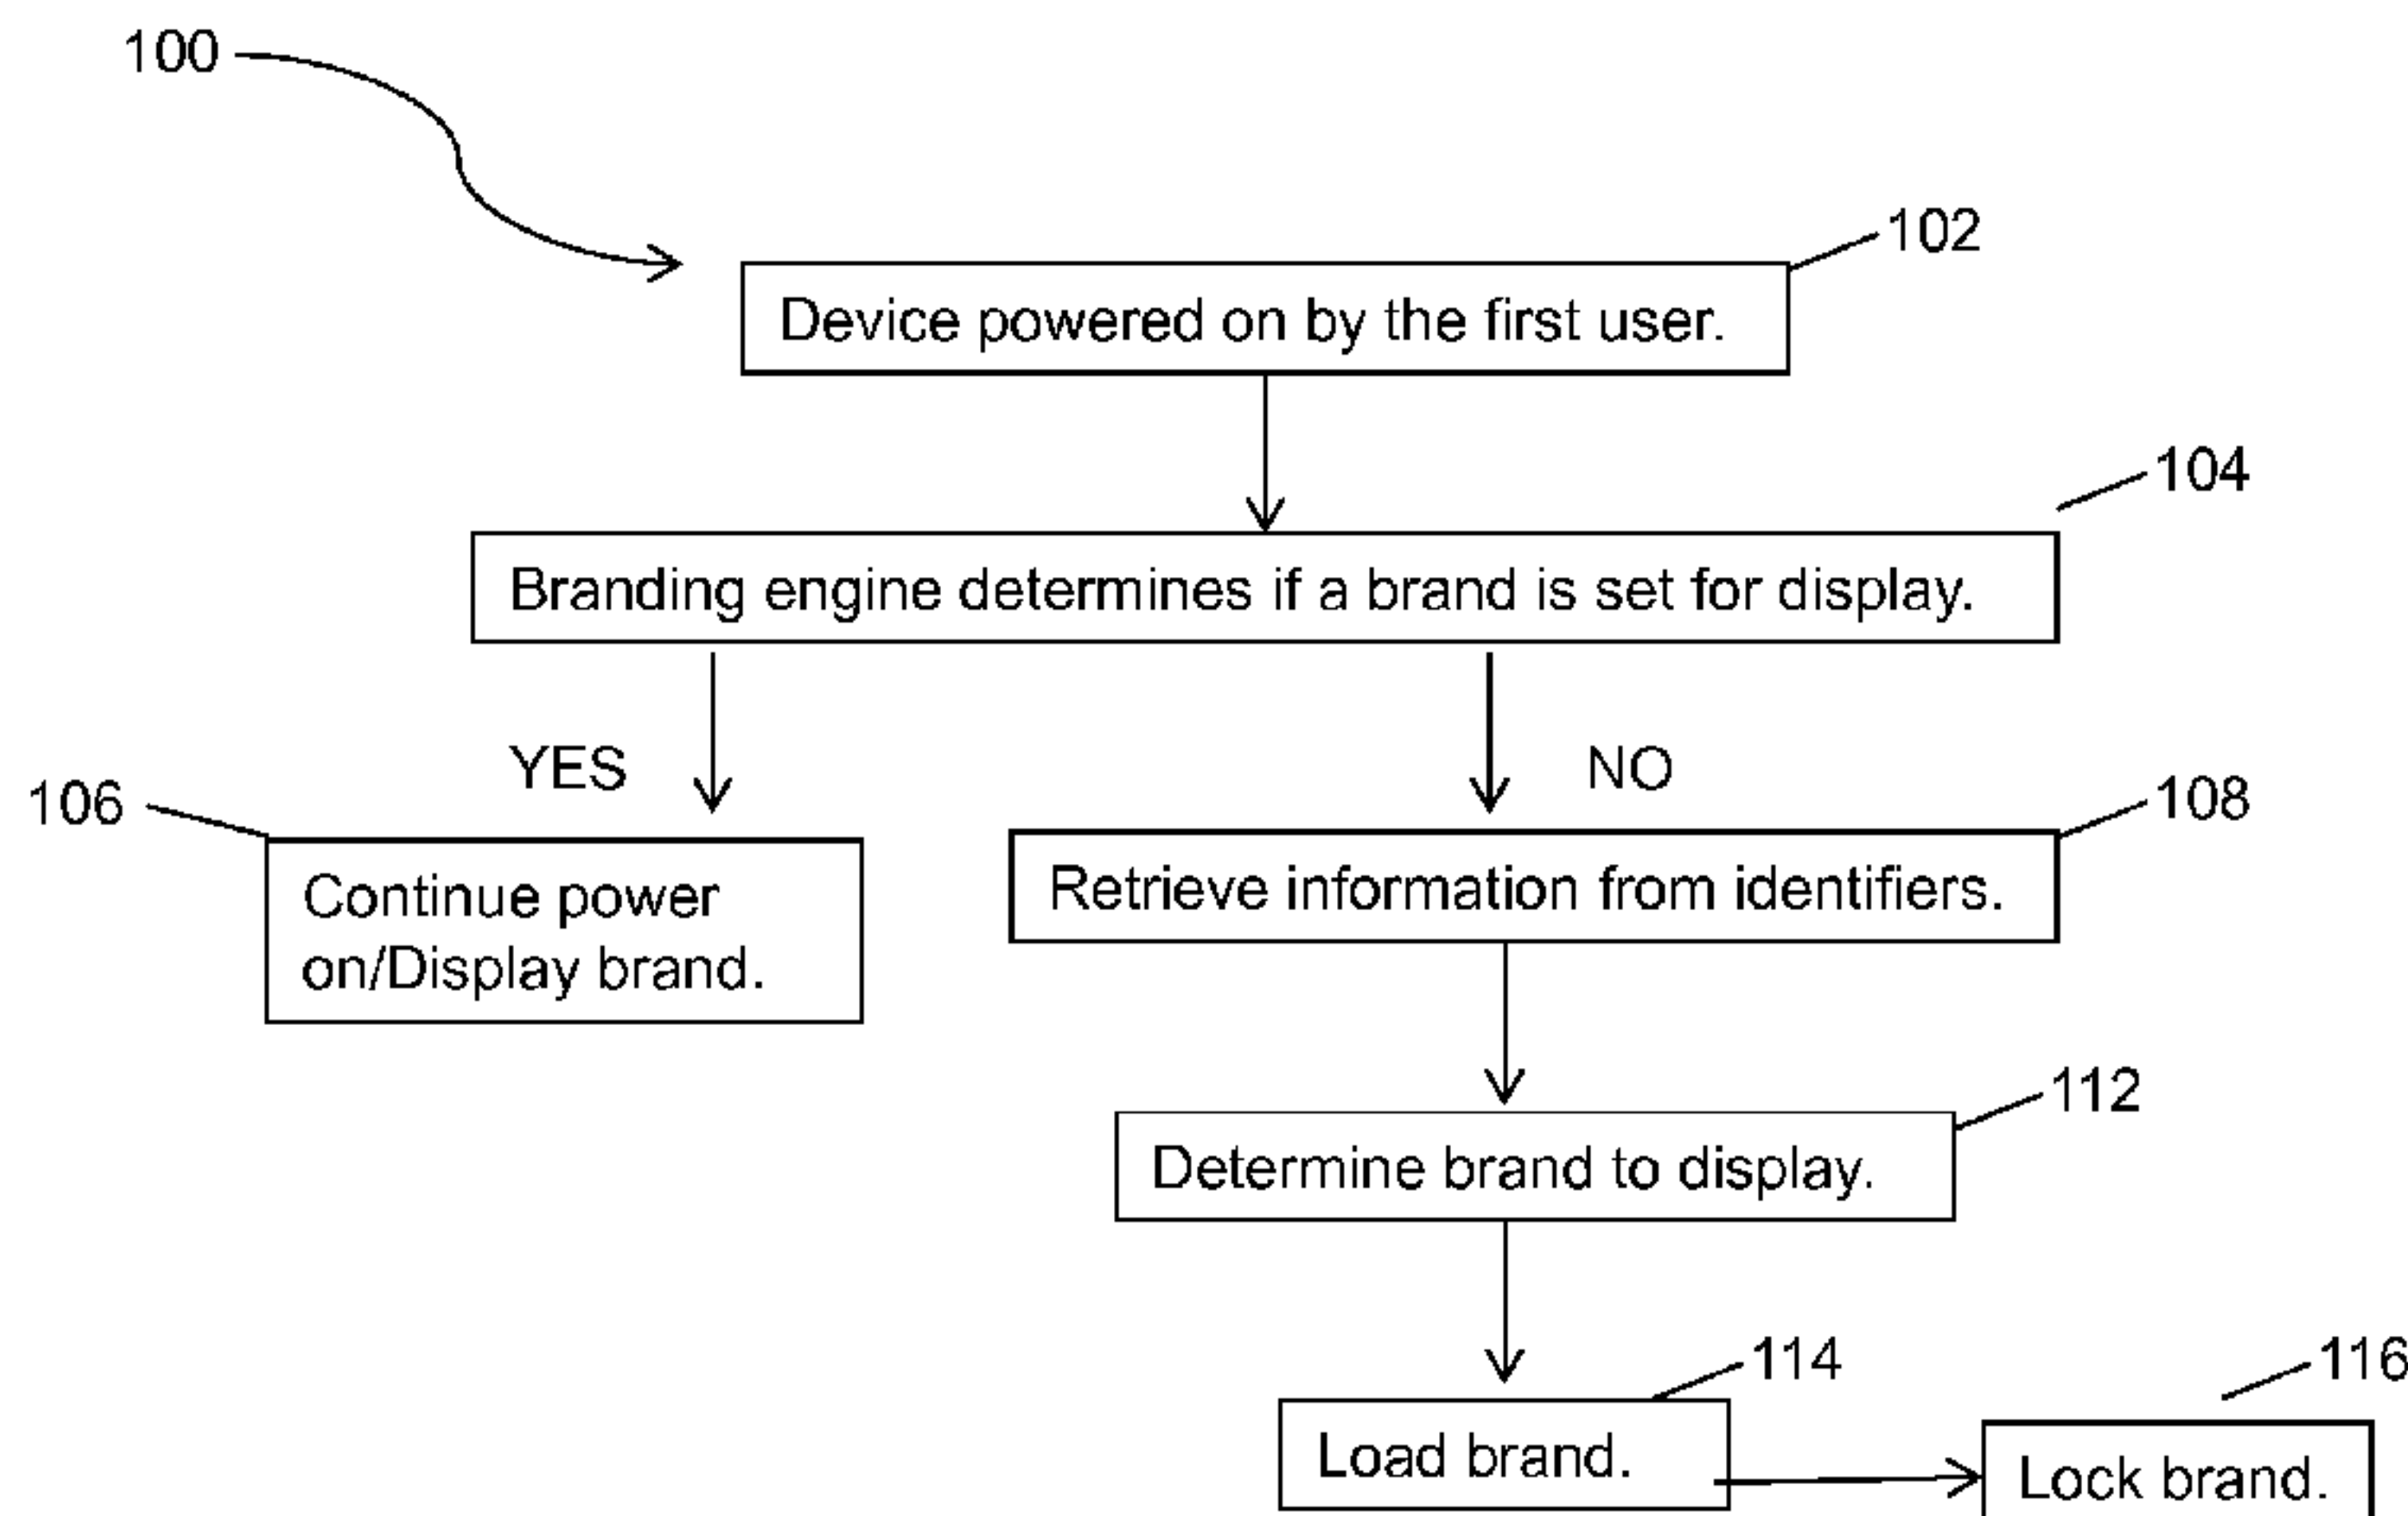 100
102
Device powered on by the first user.
104
Branding engine determines if a brand is set for display.
YES
NO
106
108
Continue power
on/Display brand.
Retrieve information from identifiers.
112
Determine brand to display.
114
116
Load brand.
Lock brand.